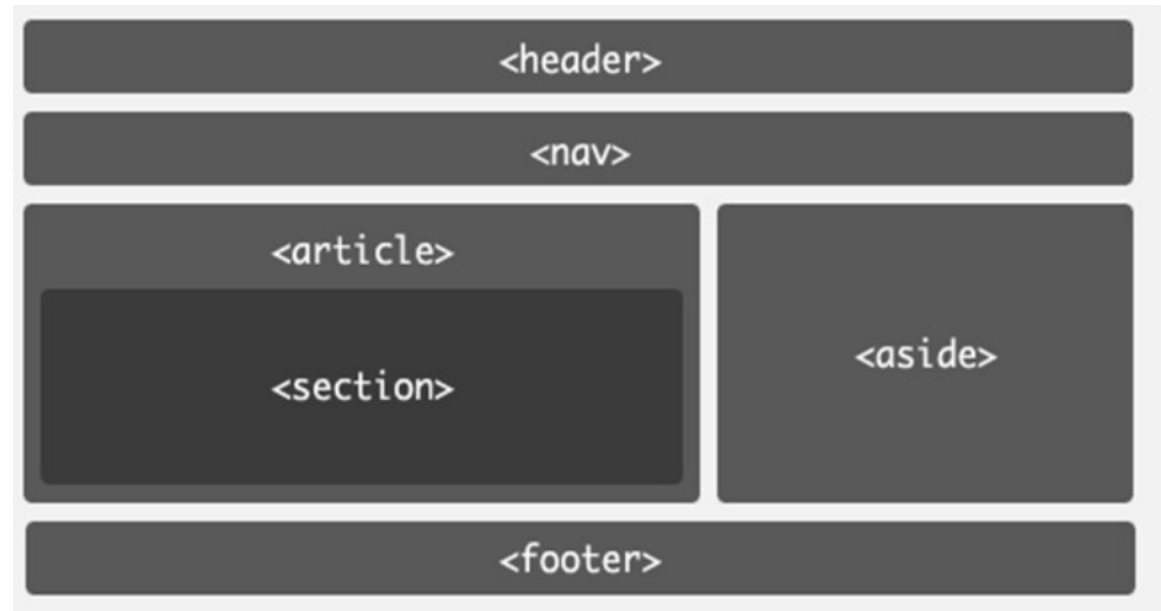 <header>
<nav>
<article>
<section>
<aside>
<footer>